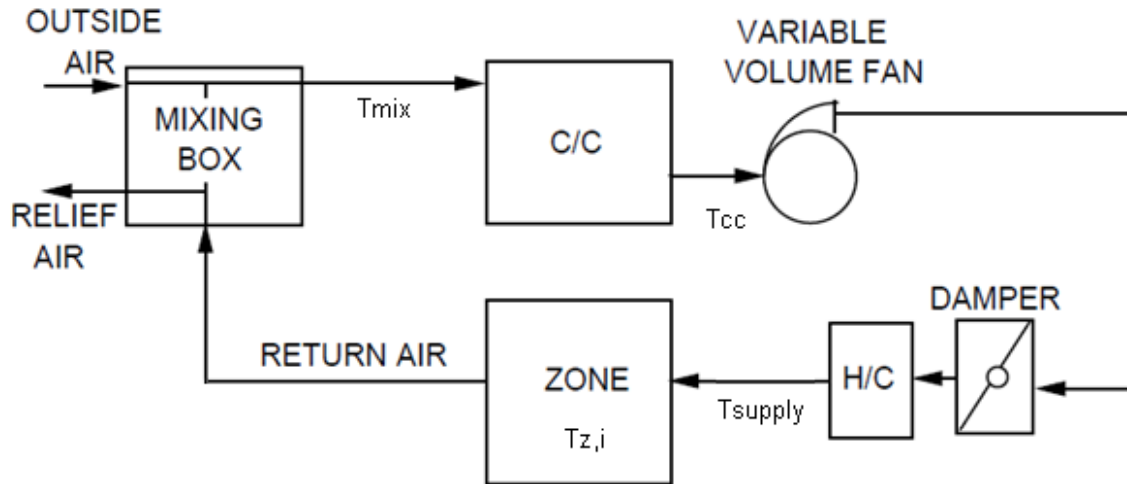 OUTSIDE
AIR
MIXING
BOX
RELIEF
AIR
Tmix
C/C
Tcc
VARIABLE
VOLUME FAN
DAMPER
H/C
Tsupply
ZONE
Tz,i
RETURN AIR